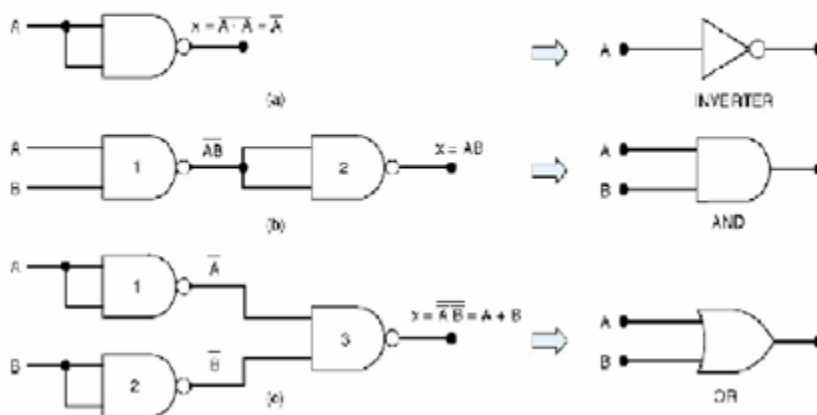 A
x = A · A = A
(a)
A
INVERTER
A
B
1
AB
2
x = AB
(b)
A
B
AND
A
1
A
B
2
B
3
x = A B = A + B
(c)
A
B
OR